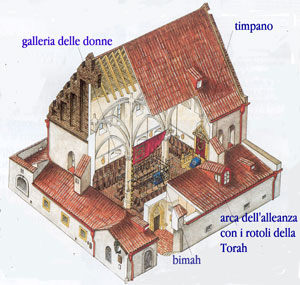 timpano
galleria delle donne
arca dell'alleanza
con i rotoli della
Torah
bimah